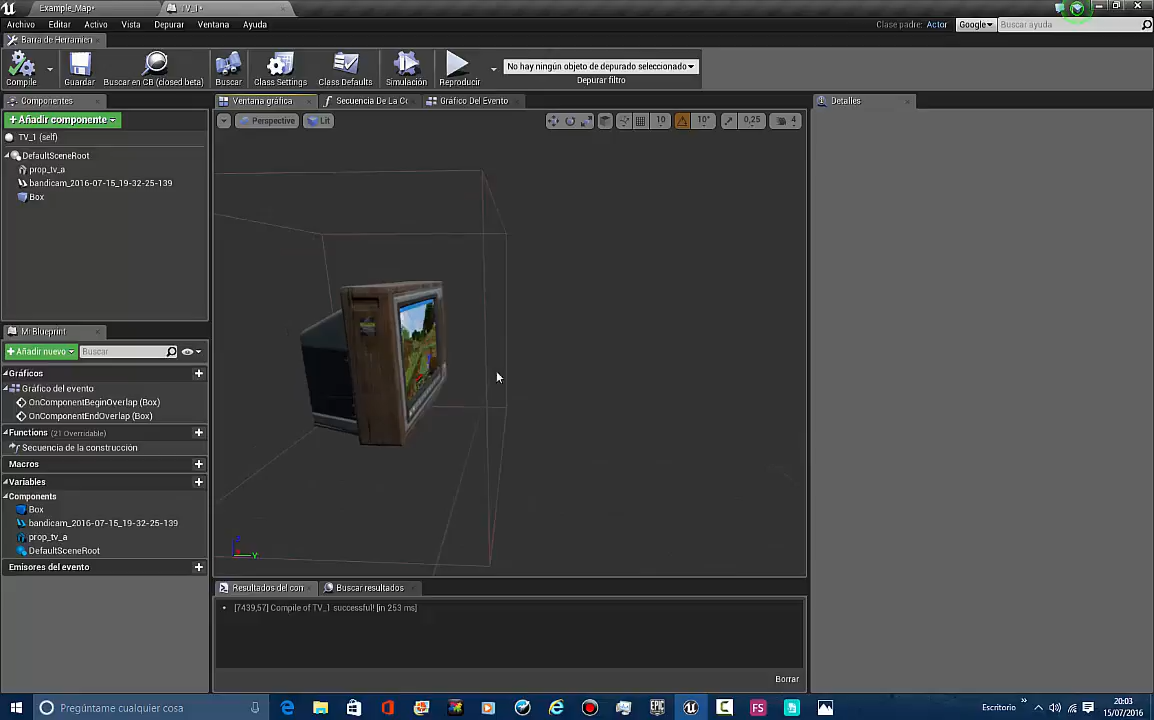 Example_Map*
TV_1*
Archivo Editar Activo Vista Depurar Ventana Ayuda
Clase padre: Actor
Google
Buscar ayuda
Barra de Herramien
Compile
Guardar
Buscar en CB (closed beta)
Buscar
Class Settings
Class Defaults
Simulación
Reproducir
No hay ningún objeto de depurado seleccionado
Depurar filtro
Componentes
Ventana gráfica
Secuencia De La Co
Gráfico Del Evento
Detalles
+Añadir componente
TV_1 (self)
DefaultSceneRoot
prop_tv_a
bandicam_2016-07-15_19-32-25-139
Box
Perspective
Lit
10
10°
0,25
4
Mi Blueprint
+Añadir nuevo
Buscar
Gráficos
Gráfico del evento
OnComponentBeginOverlap (Box)
OnComponentEndOverlap (Box)
Functions (21 Overridable)
Secuencia de la construcción
Macros
Variables
Components
Box
bandicam_2016-07-15_19-32-25-139
prop_tv_a
DefaultSceneRoot
Emisores del evento
Z
Y
Resultados del com
Buscar resultados
[7439,57] Compile of TV_1 successful! [in 253 ms]
Borrar
Pregúntame cualquier cosa
EPIC
FS
Escritorio
20:03
15/07/2016